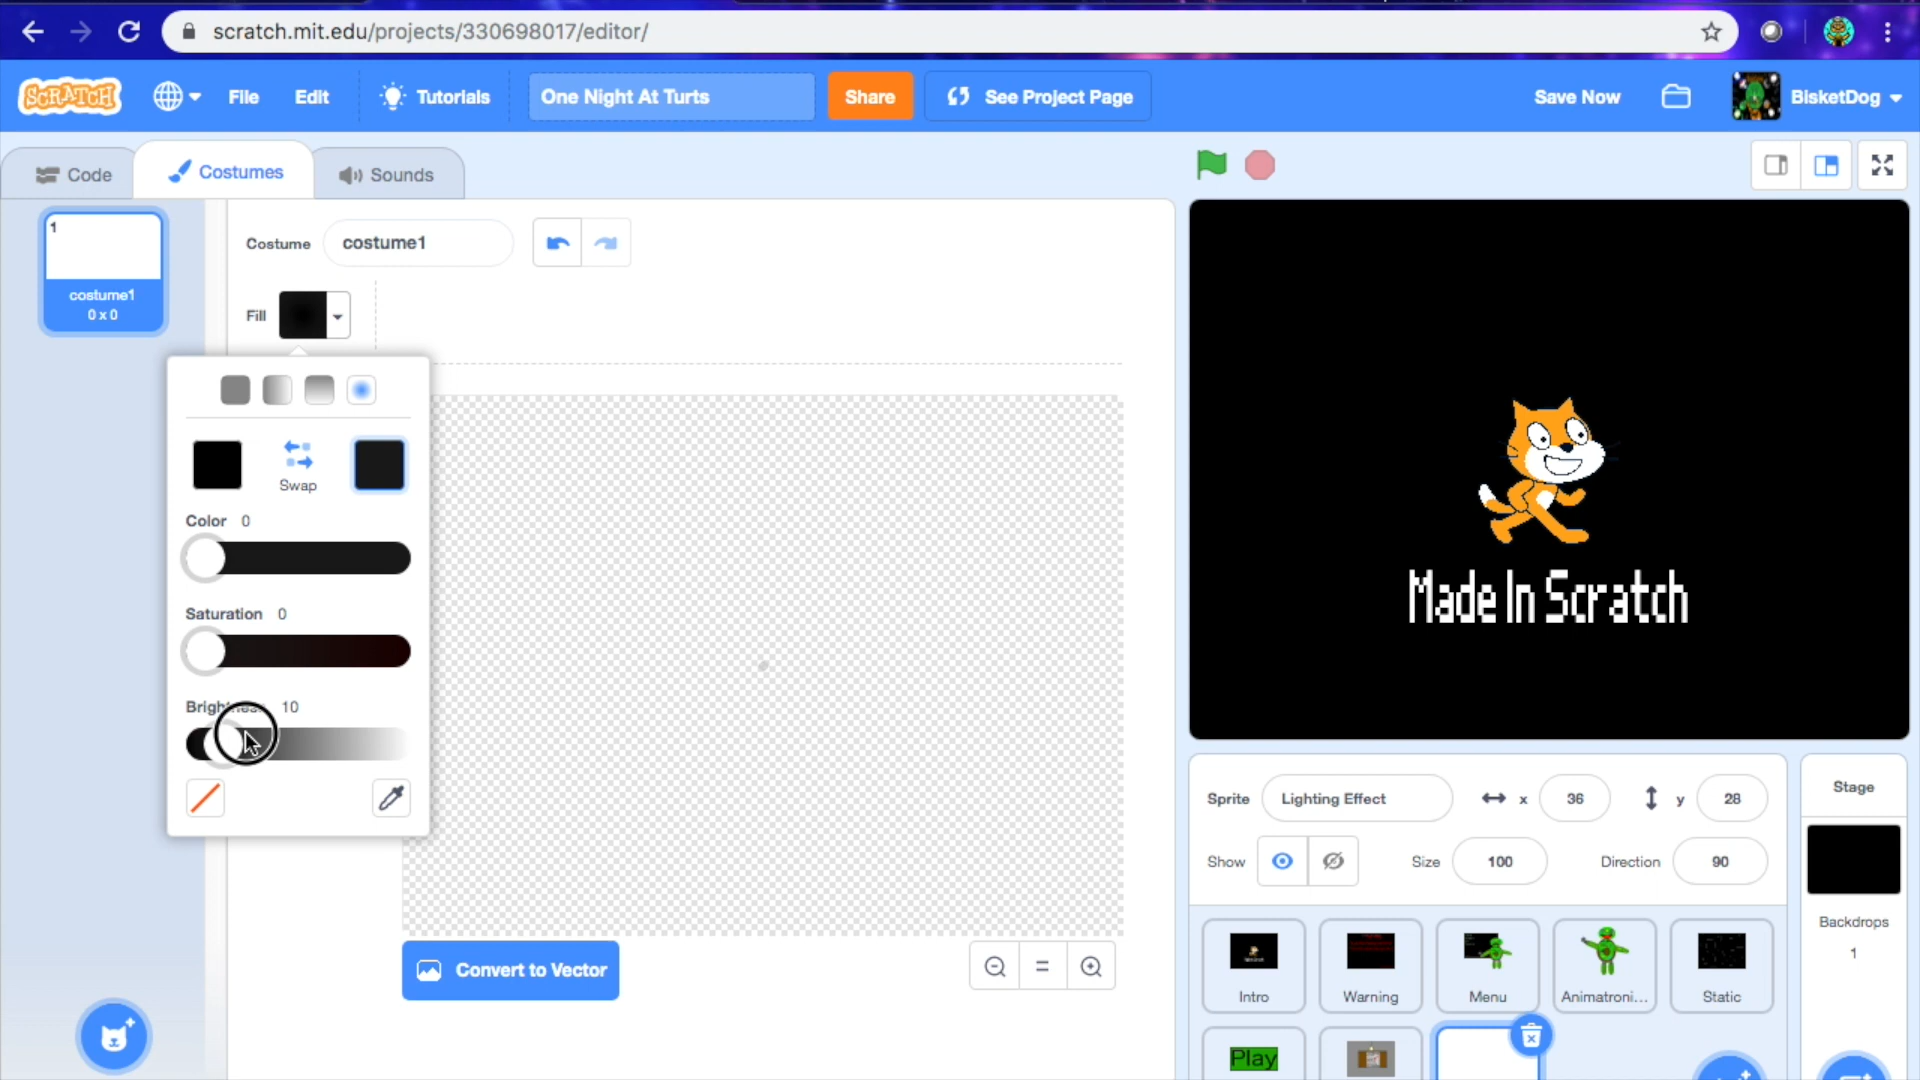 scratch.mit.edu/projects/330698017/editor/
SCRATCH
File
Edit
Tutorials
One Night At Turts
Share
See Project Page
Save Now
BisketDog
Code
Costumes
Sounds
1
costume1
0 x 0
Costume
costume1
Fill
Swap
Color 0
Saturation 0
Brightness 10
Convert to Vector
Made In Scratch
Sprite
Lighting Effect
x
36
y
28
Show
Size
100
Direction
90
Stage
Backdrops
1
Intro
Warning
Menu
Animatroni...
Static
Play